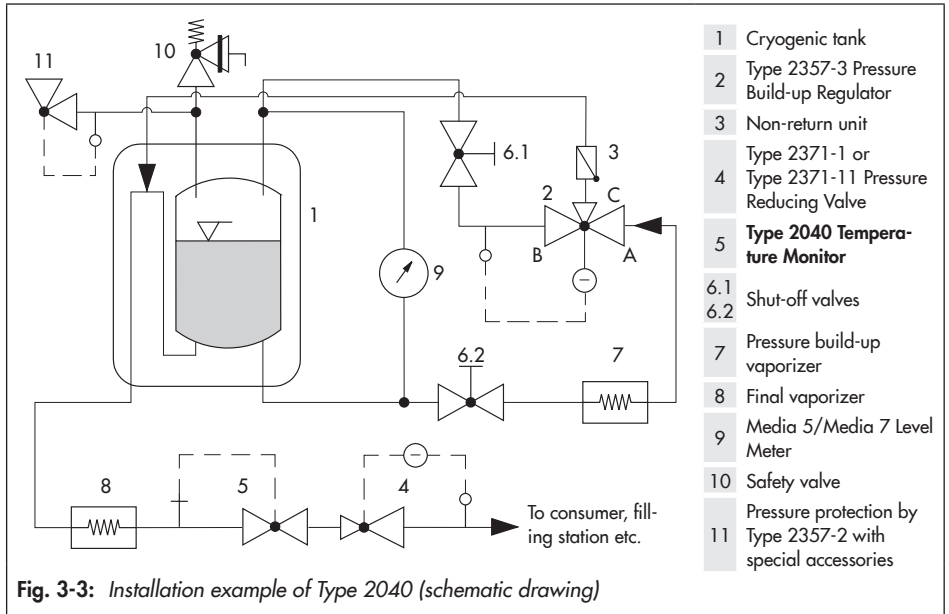 11
10
1
6.1
3
2
C
B
A
9
6.2
7
8
5
4
To consumer, fill-
ing station etc.
1 Cryogenic tank
2 Type 2357-3 Pressure
Build-up Regulator
3 Non-return unit
4 Type 2371-1 or
Type 2371-11 Pressure
Reducing Valve
5 Type 2040 Tempera-
ture Monitor
6.1
6.2 Shut-off valves
7 Pressure build-up
vaporizer
8 Final vaporizer
9 Media 5/Media 7 Level
Meter
10 Safety valve
11 Pressure protection by
Type 2357-2 with
special accessories
Fig. 3-3: Installation example of Type 2040 (schematic drawing)